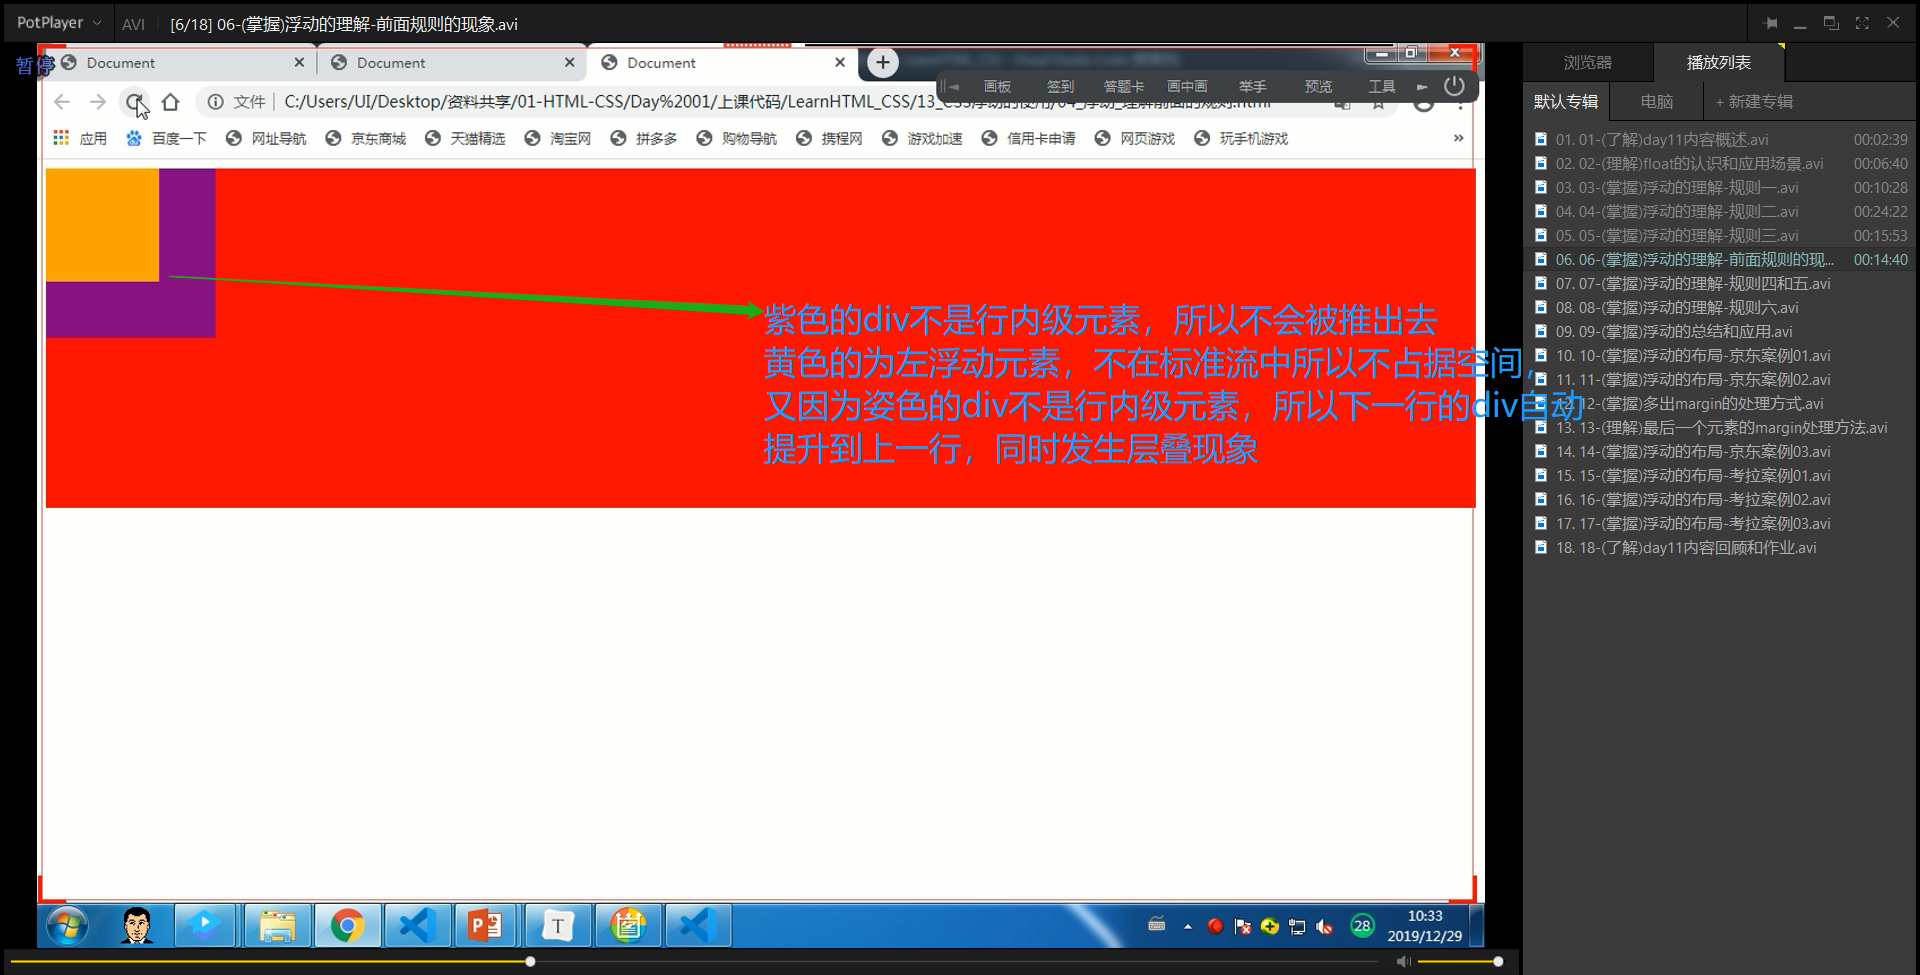 PotPlayer
AVI
[6/18] 06-(掌握)浮动的理解-前面规则的现象.avi
暂停
Document
Document
Document
画板 签到 答题卡 画中画 举手 预览 工具
文件 C:/Users/UI/Desktop/资料共享/01-HTML-CSS/Day%2001/上课代码/LearnHTML_CSS/13_CSS浮动的使用/04_浮动_理解前面的规则.html
应用 百度一下 网址导航 京东商城 天猫精选 淘宝网 拼多多 购物导航 携程网 游戏加速 信用卡申请 网页游戏 玩手机游戏 »
紫色的div不是行内级元素，所以不会被推出去
黄色的为左浮动元素，不在标准流中所以不占据空间，
又因为姿色的div不是行内级元素，所以下一行的div自动
提升到上一行，同时发生层叠现象
浏览器 播放列表
默认专辑 电脑 + 新建专辑
01. 01-(了解)day11内容概述.avi 00:02:39
02. 02-(理解)float的认识和应用场景.avi 00:06:40
03. 03-(掌握)浮动的理解-规则一.avi 00:10:28
04. 04-(掌握)浮动的理解-规则二.avi 00:24:22
05. 05-(掌握)浮动的理解-规则三.avi 00:15:53
06. 06-(掌握)浮动的理解-前面规则的现... 00:14:40
07. 07-(掌握)浮动的理解-规则四和五.avi
08. 08-(掌握)浮动的理解-规则六.avi
09. 09-(掌握)浮动的总结和应用.avi
10. 10-(掌握)浮动的布局-京东案例01.avi
11. 11-(掌握)浮动的布局-京东案例02.avi
12. 12-(掌握)多出margin的处理方式.avi
13. 13-(理解)最后一个元素的margin处理方法.avi
14. 14-(掌握)浮动的布局-京东案例03.avi
15. 15-(掌握)浮动的布局-考拉案例01.avi
16. 16-(掌握)浮动的布局-考拉案例02.avi
17. 17-(掌握)浮动的布局-考拉案例03.avi
18. 18-(了解)day11内容回顾和作业.avi
T
28
10:33
2019/12/29